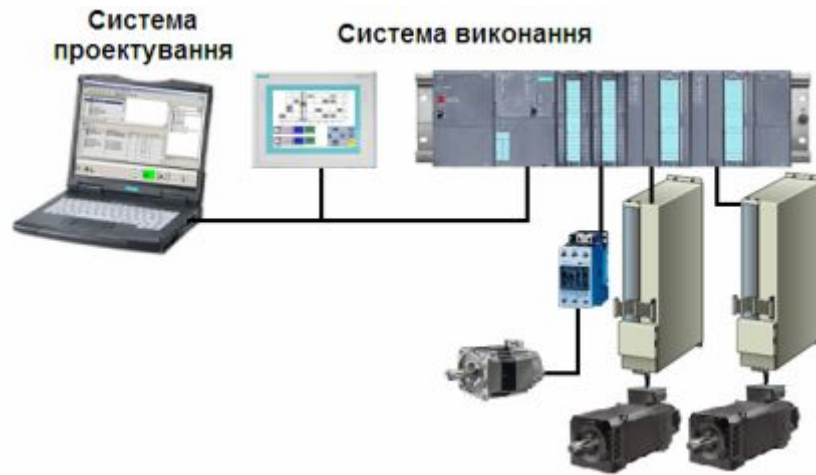 Система
проектування
Система виконання